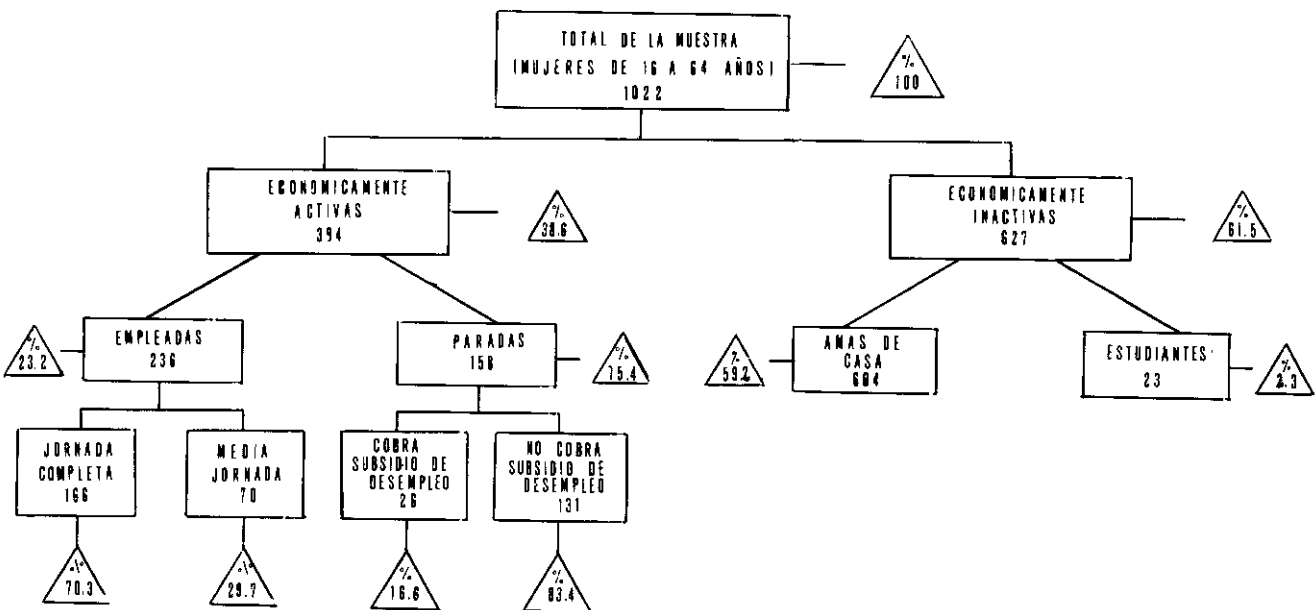 TOTAL DE LA MUESTRA
(MUJERES DE 16 A 64 AÑOS)
1022
%
100
ECONOMICAMENTE
ACTIVAS
394
%
38.6
ECONOMICAMENTE
INACTIVAS
627
%
61.5
%
23.2
EMPLEADAS
236
PARADAS
158
%
15.4
%
59.2
AMAS DE
CASA
604
ESTUDIANTES
23
%
2.3
JORNADA
COMPLETA
166
MEDIA
JORNADA
70
COBRA
SUBSIDIO DE
DESEMPLEO
26
NO COBRA
SUBSIDIO DE
DESEMPLEO
131
%
70.3
%
29.7
%
16.6
%
83.4